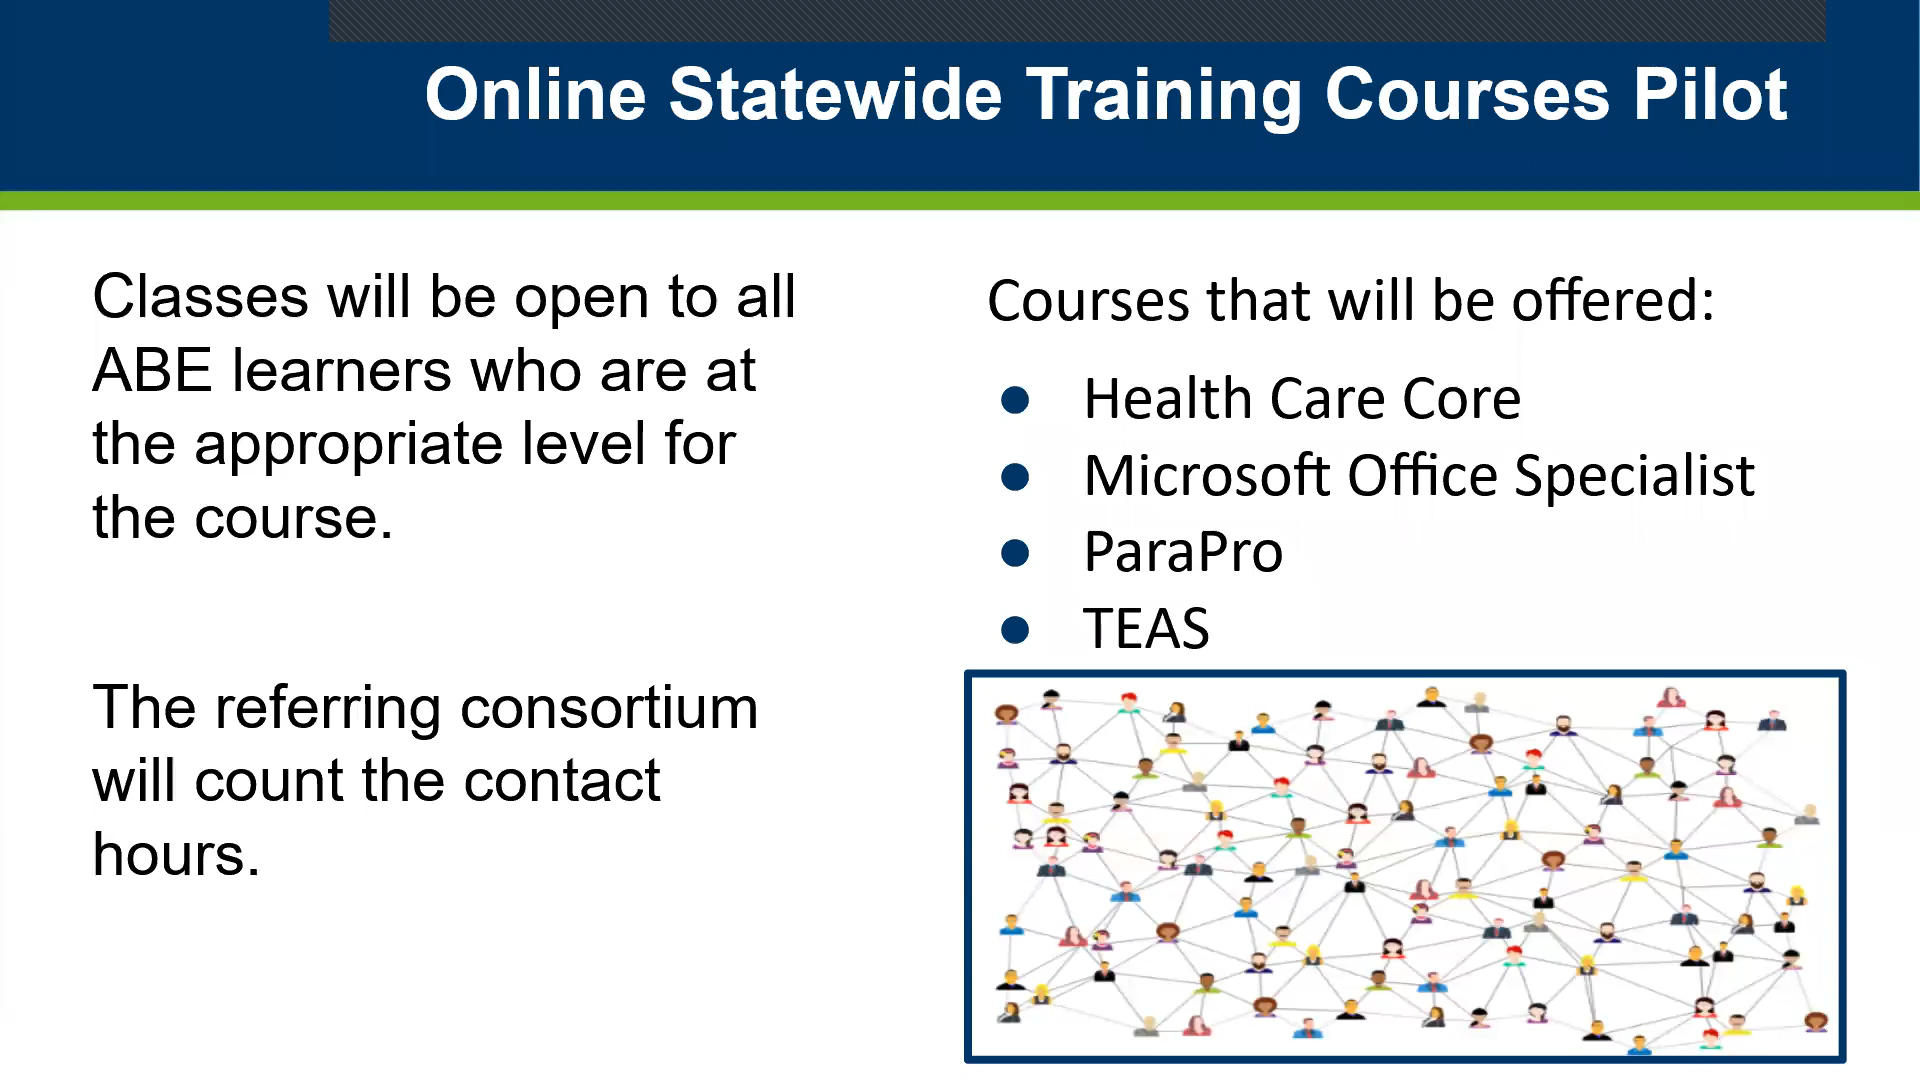 Online Statewide Training Courses Pilot
Classes will be open to all
ABE learners who are at
the appropriate level for
the course.
The referring consortium
will count the contact
hours.
Courses that will be offered:
● Health Care Core
● Microsoft Office Specialist
● ParaPro
● TEAS